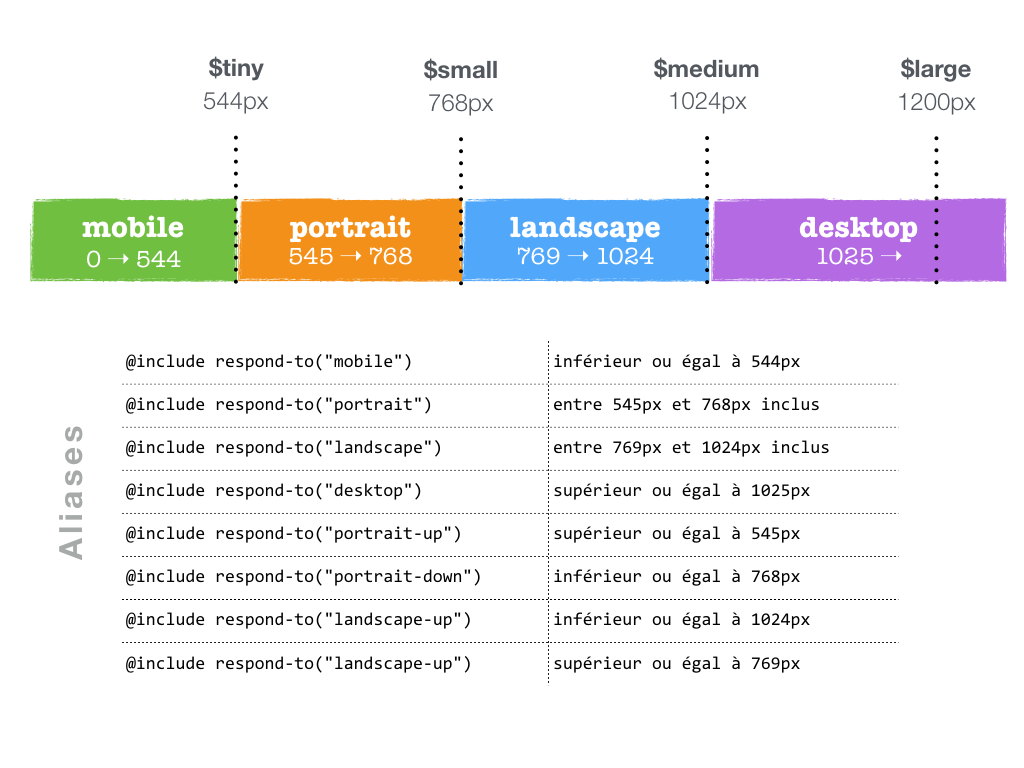 $tiny $small $medium $large
544px 768px 1024px 1200px
mobile portrait landscape desktop
0 → 544 545 → 768 769 → 1024 1025 →
Aliases
@include respond-to("mobile") inférieur ou égal à 544px
@include respond-to("portrait") entre 545px et 768px inclus
@include respond-to("landscape") entre 769px et 1024px inclus
@include respond-to("desktop") supérieur ou égal à 1025px
@include respond-to("portrait-up") supérieur ou égal à 545px
@include respond-to("portrait-down") inférieur ou égal à 768px
@include respond-to("landscape-up") inférieur ou égal à 1024px
@include respond-to("landscape-up") supérieur ou égal à 769px